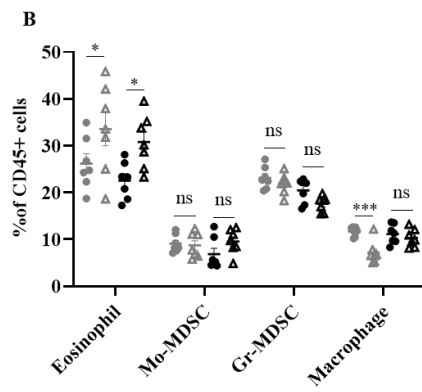 B
%of CD45+ cells
50
40
30
20
10
0
*
*
ns
ns
ns
ns
***
ns
Eosinophil
Mo-MDSC
Gr-MDSC
Macrophage